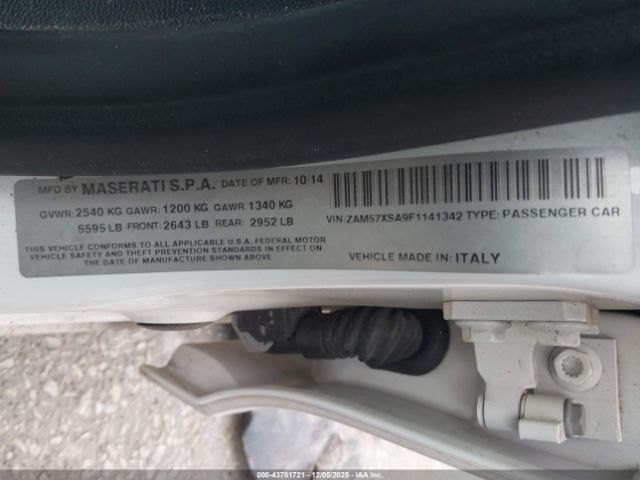 MFD BY MASERATI S.P.A. DATE OF MFR: 10/14
GVWR: 2540 KG GAWR: 1200 KG GAWR 1340 KG
5595 LB FRONT: 2643 LB REAR: 2952 LB
THIS VEHICLE CONFORMS TO ALL APPLICABLE U.S.A. FEDERAL MOTOR
VEHICLE SAFETY AND THEFT PREVENTION STANDARDS IN EFFECT ON
THE DATE OF MANUFACTURE SHOWN ABOVE.
VIN: ZAM57XSA9F1141342 TYPE: PASSENGER CAR
VEHICLE MADE IN: ITALY
000-43781721 - 12/05/2025 - IAAI.COM/CARS